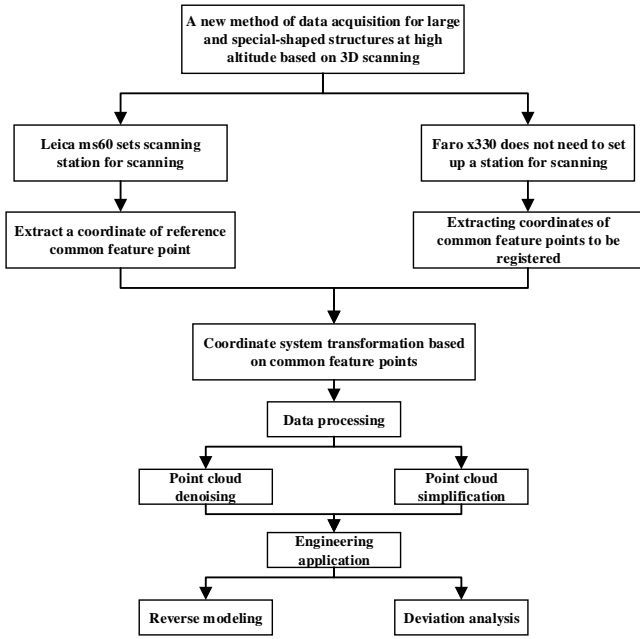 A new method of data acquisition for large
and special-shaped structures at high
altitude based on 3D scanning
Leica ms60 sets scanning
station for scanning
Faro x330 does not need to set
up a station for scanning
Extract a coordinate of reference
common feature point
Extracting coordinates of
common feature points to be
registered
Coordinate system transformation based
on common feature points
Data processing
Point cloud
denoising
Point cloud
simplification
Engineering
application
Reverse modeling
Deviation analysis